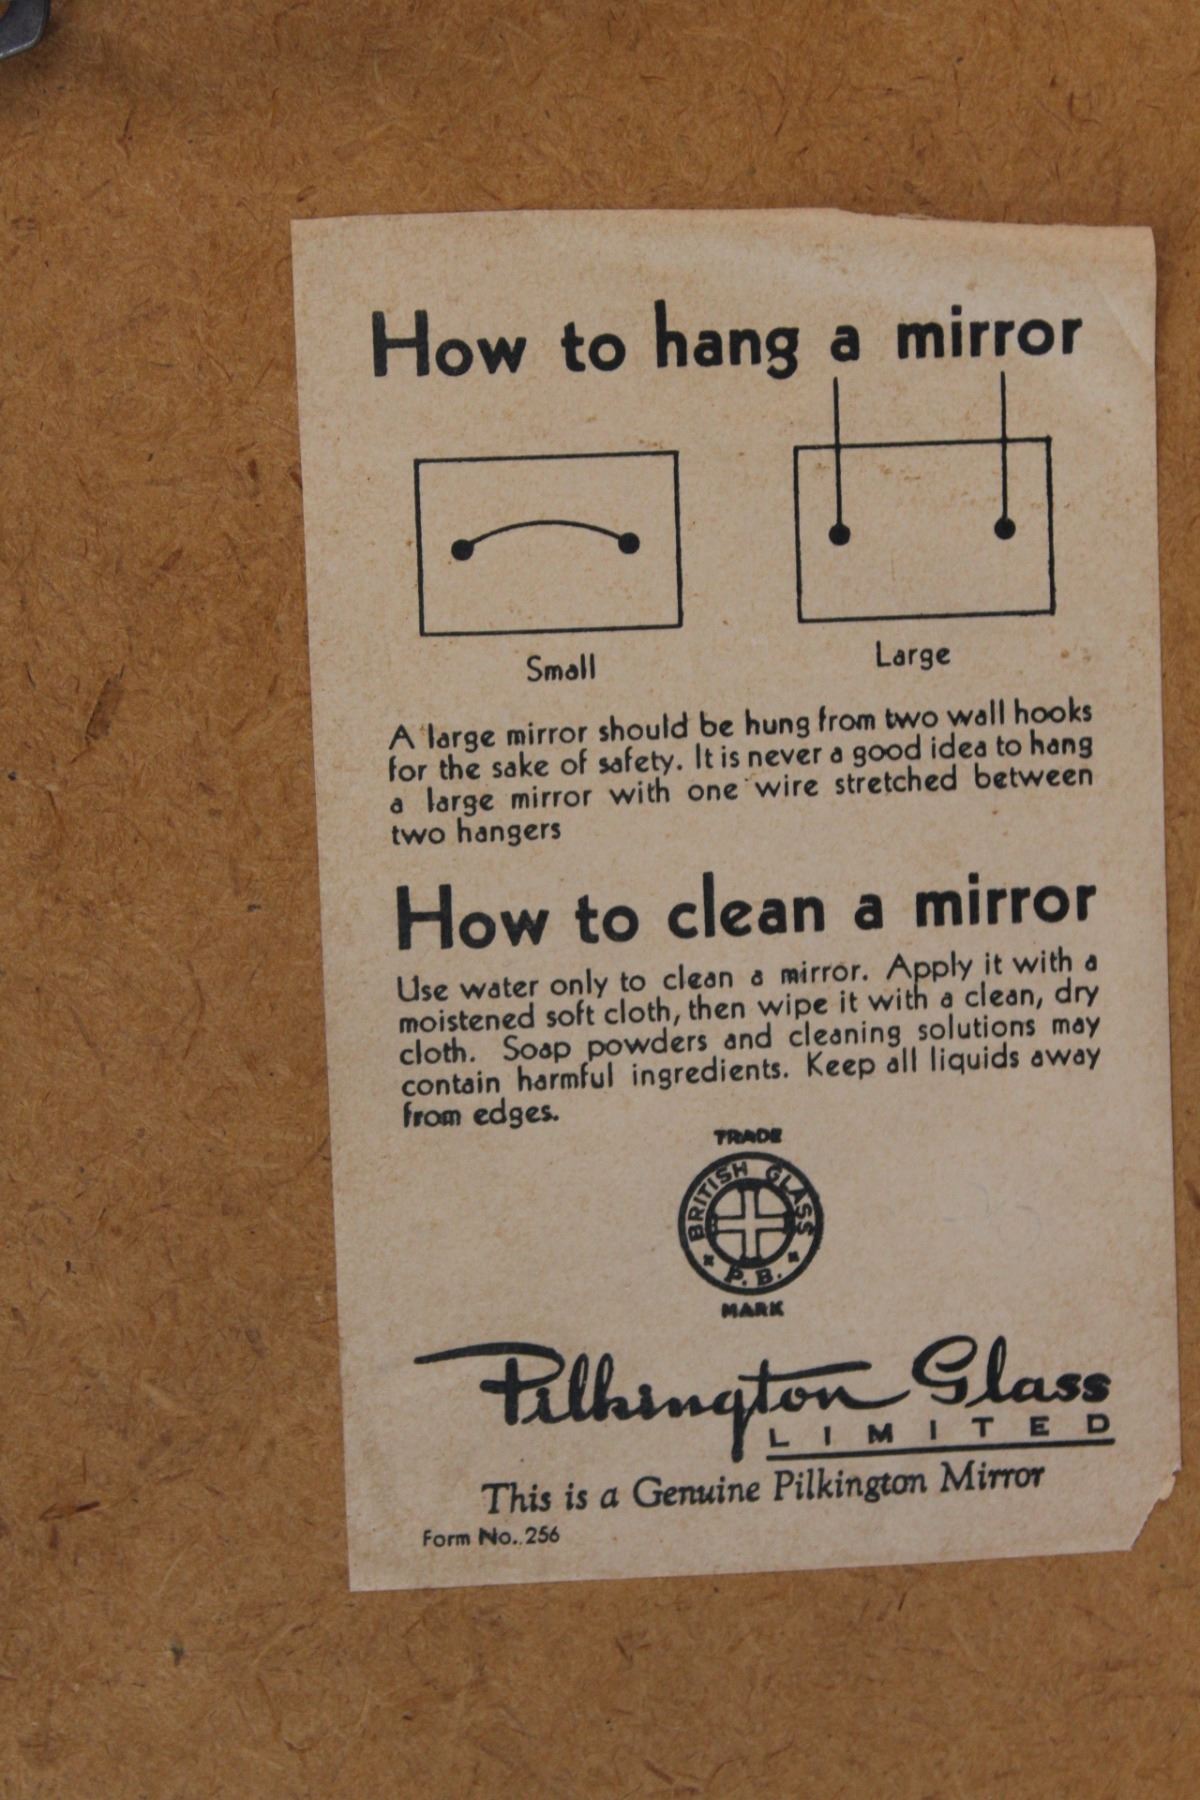 How to hang a mirror
Small
Large
A large mirror should be hung from two wall hooks
for the sake of safety. It is never a good idea to hang
a large mirror with one wire stretched between
two hangers
How to clean a mirror
Use water only to clean a mirror. Apply it with a
moistened soft cloth, then wipe it with a clean, dry
cloth. Soap powders and cleaning solutions may
contain harmful ingredients. Keep all liquids away
from edges.
TRADE
BRITISH GLASS
P.B.
MARK
Pilkington Glass
LIMITED
This is a Genuine Pilkington Mirror
Form No. 256